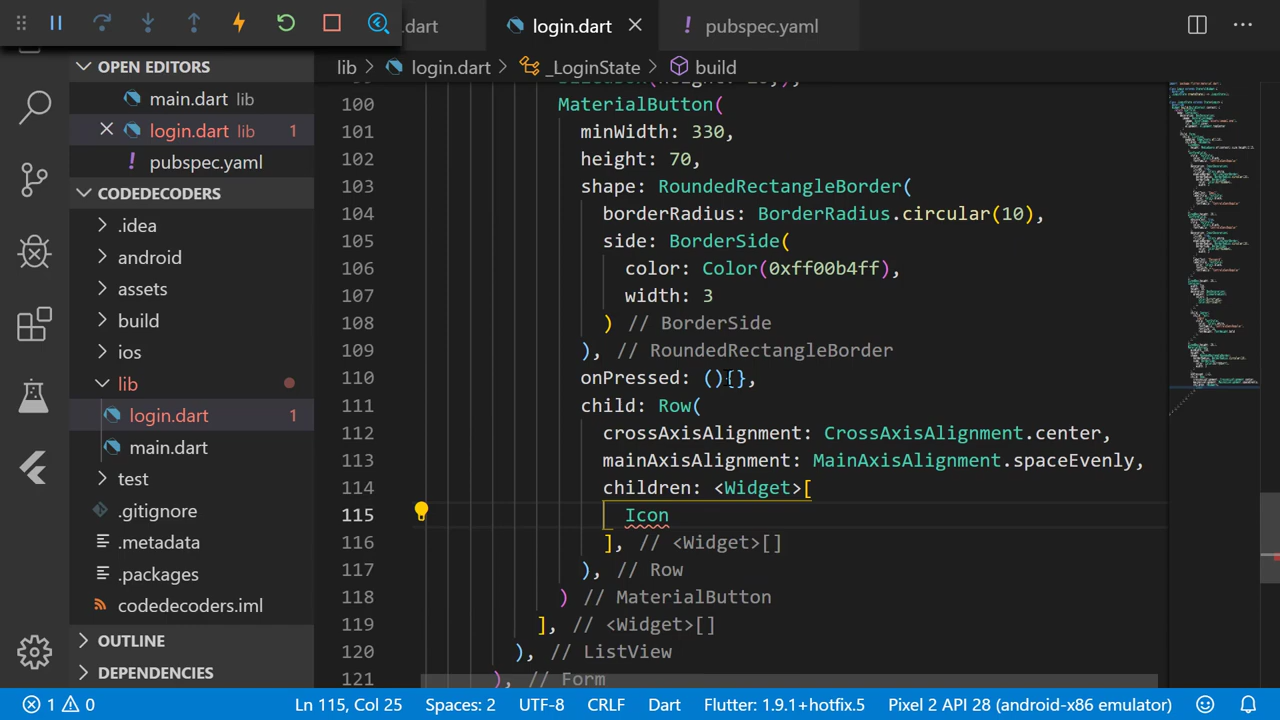 .dart
login.dart
! pubspec.yaml
OPEN EDITORS
main.dart lib
login.dart lib 1
! pubspec.yaml
CODEDECODERS
.idea
android
assets
build
ios
lib
login.dart 1
main.dart
test
.gitignore
.metadata
.packages
codedecoders.iml
OUTLINE
DEPENDENCIES
lib > login.dart > _LoginState > build
100 MaterialButton(
101 minWidth: 330,
102 height: 70,
103 shape: RoundedRectangleBorder(
104 borderRadius: BorderRadius.circular(10),
105 side: BorderSide(
106 color: Color(0xff00b4ff),
107 width: 3
108 ) // BorderSide
109 ), // RoundedRectangleBorder
110 onPressed: (){},
111 child: Row(
112 crossAxisAlignment: CrossAxisAlignment.center,
113 mainAxisAlignment: MainAxisAlignment.spaceEvenly,
114 children: <Widget>[
115 Icon
116 ], // <Widget>[]
117 ), // Row
118 ) // MaterialButton
119 ], // <Widget>[]
120 ), // ListView
121 ), // Form
1 0 Ln 115, Col 25 Spaces: 2 UTF-8 CRLF Dart Flutter: 1.9.1+hotfix.5 Pixel 2 API 28 (android-x86 emulator)